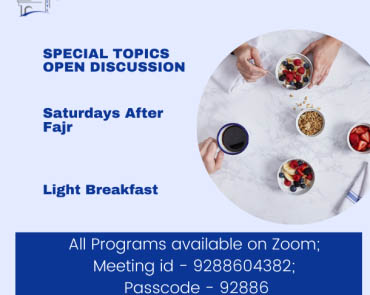 SPECIAL TOPICS
OPEN DISCUSSION
Saturdays After
Fajr
Light Breakfast
All Programs available on Zoom;
Meeting id - 9288604382;
Passcode - 92886